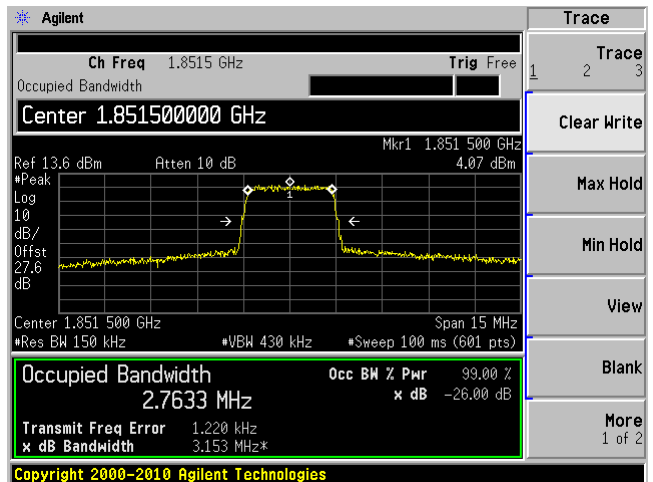 Agilent
Trace
Ch Freq 1.8515 GHz Trig Free
Occupied Bandwidth
Center 1.851500000 GHz
Mkr1 1.851 500 GHz
Ref 13.6 dBm Atten 10 dB 4.07 dBm
#Peak
Log
10
dB/
Offst
27.6
dB
1
Center 1.851 500 GHz Span 15 MHz
#Res BW 150 kHz #VBW 430 kHz #Sweep 100 ms (601 pts)
Occupied Bandwidth Occ BW % Pwr 99.00 %
2.7633 MHz x dB -26.00 dB
Transmit Freq Error 1.220 kHz
x dB Bandwidth 3.153 MHz*
Copyright 2000-2010 Agilent Technologies
Trace
1 2 3
Clear Write
Max Hold
Min Hold
View
Blank
More
1 of 2